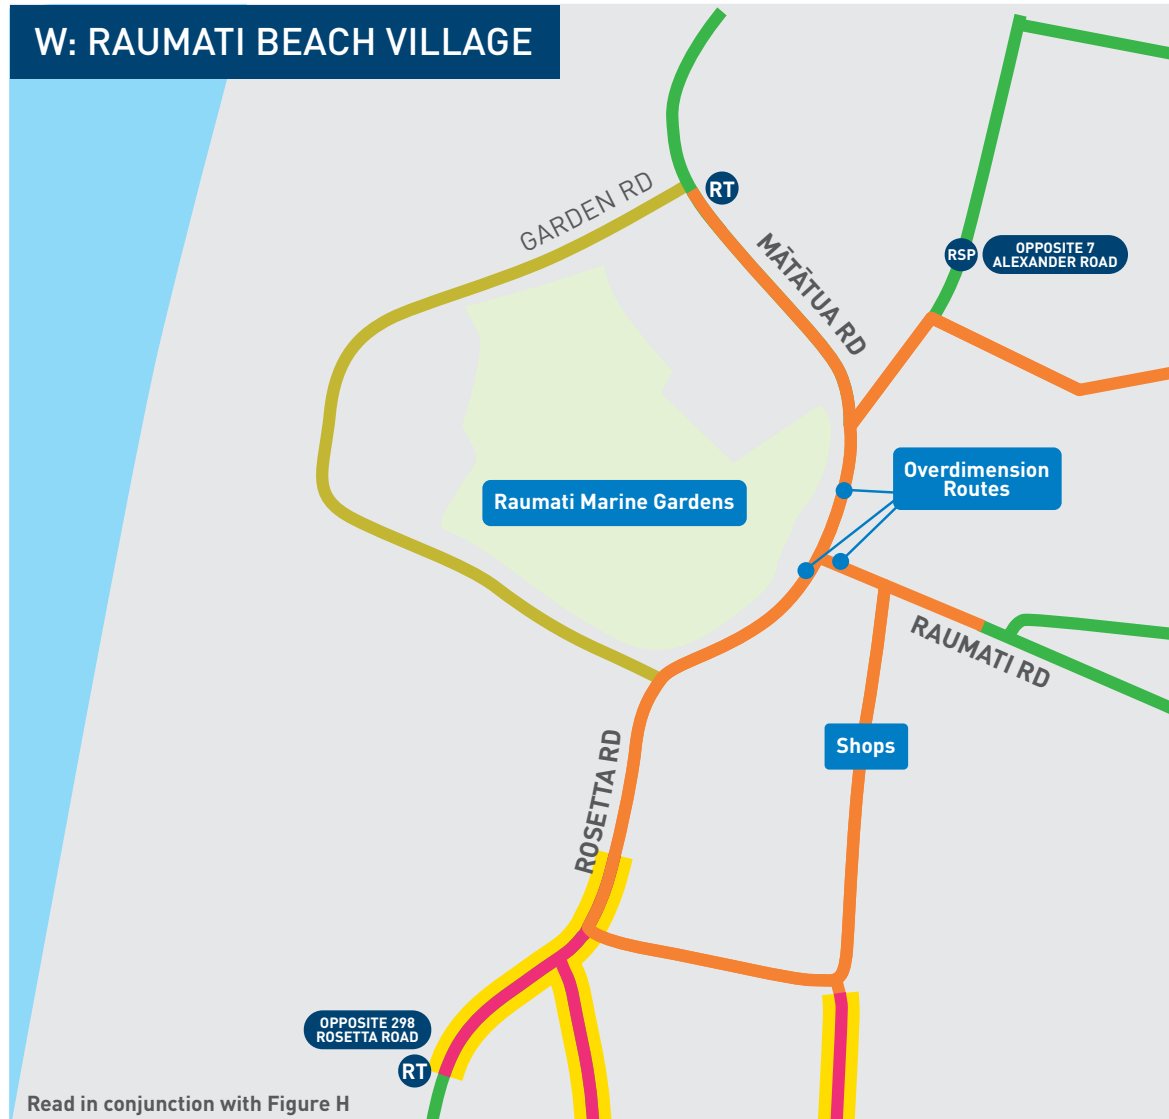 W: RAUMATI BEACH VILLAGE
GARDEN RD
RT
MĀTĀTUA RD
RSP
OPPOSITE 7
ALEXANDER ROAD
Overdimension
Routes
Raumati Marine Gardens
RAUMATI RD
Shops
ROSETTA RD
OPPOSITE 298
ROSETTA ROAD
RT
Read in conjunction with Figure H